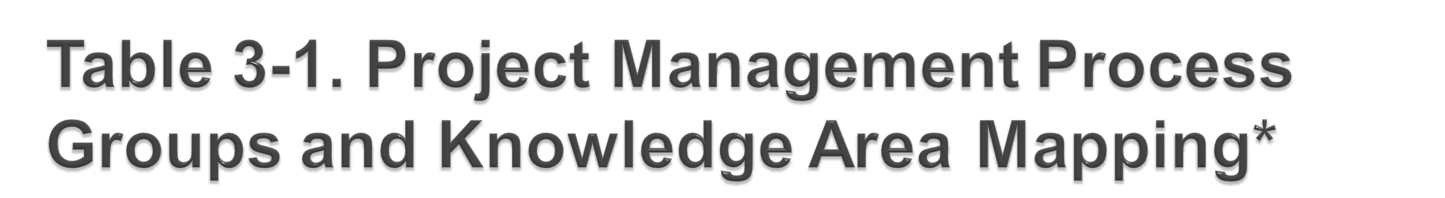 Table 3-1. Project Management Process
Groups and Knowledge Area Mapping*